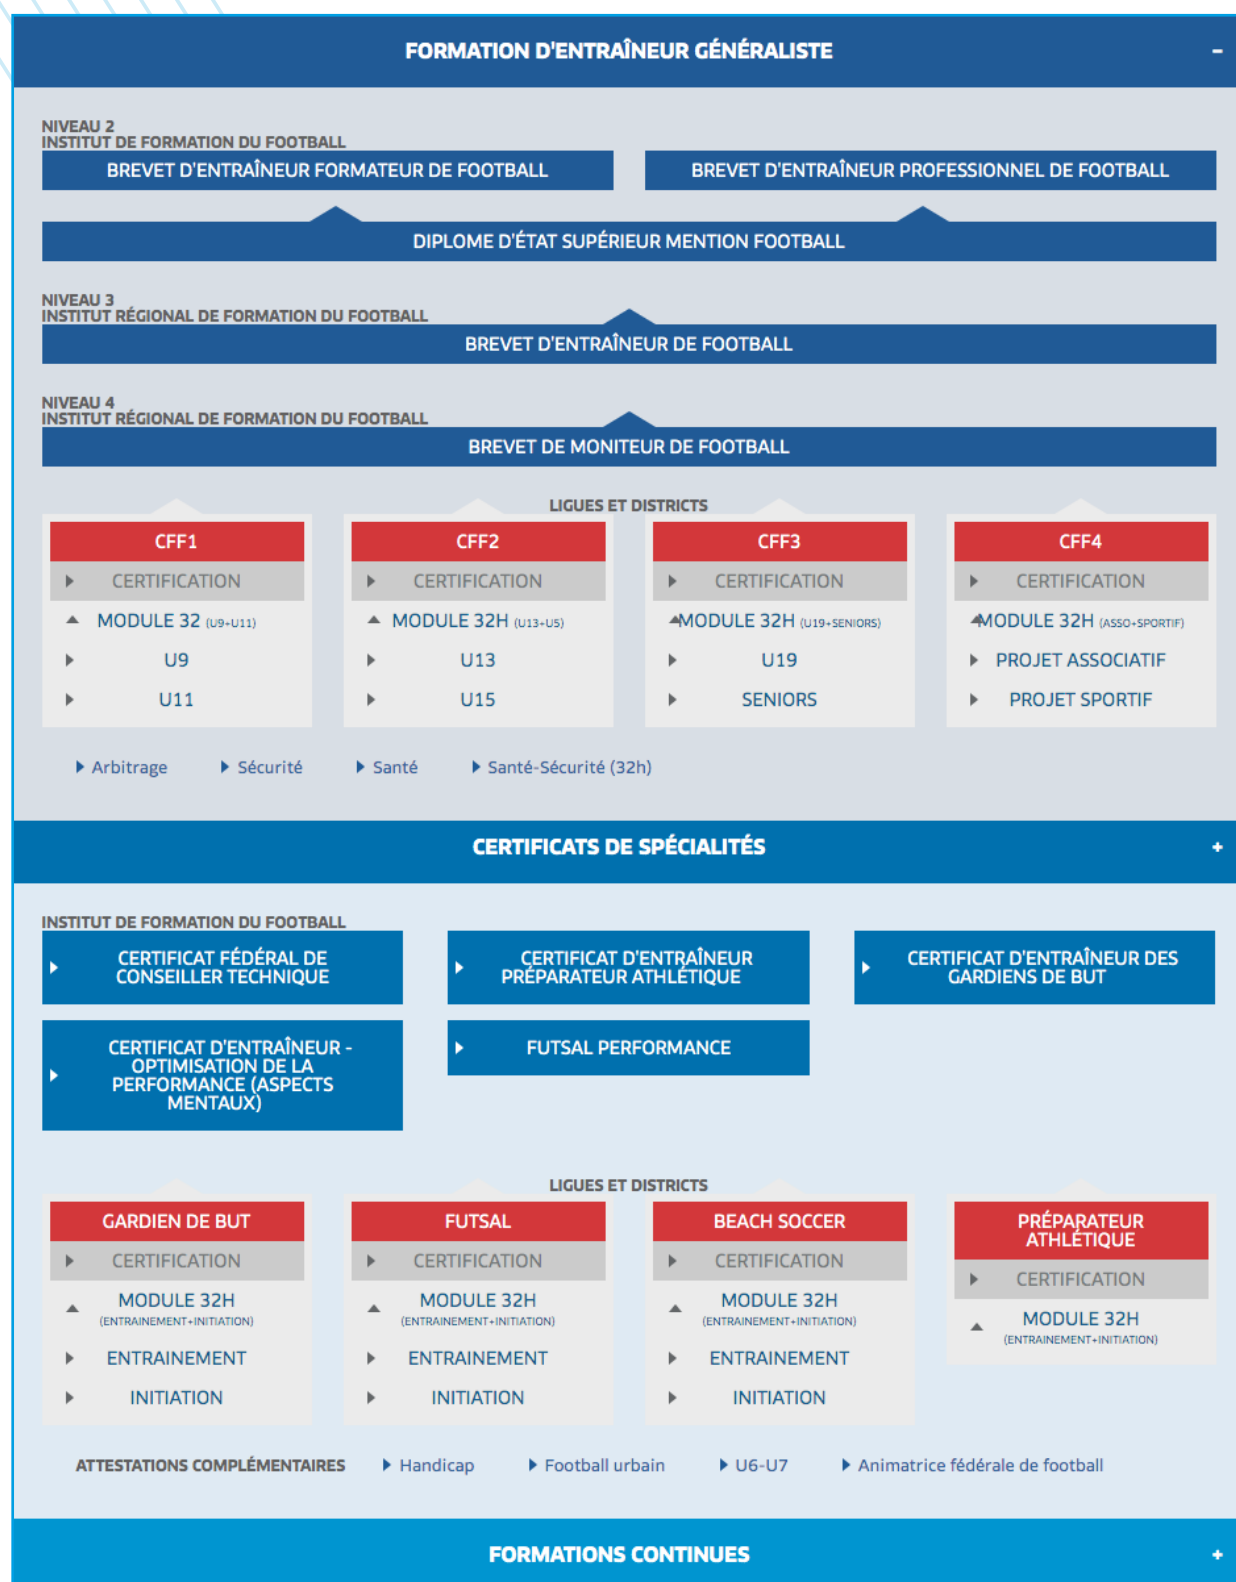 FORMATION D'ENTRAÎNEUR GÉNÉRALISTE -
NIVEAU 2
INSTITUT DE FORMATION DU FOOTBALL
BREVET D'ENTRAÎNEUR FORMATEUR DE FOOTBALL
BREVET D'ENTRAÎNEUR PROFESSIONNEL DE FOOTBALL
DIPLOME D'ÉTAT SUPÉRIEUR MENTION FOOTBALL
NIVEAU 3
INSTITUT RÉGIONAL DE FORMATION DU FOOTBALL
BREVET D'ENTRAÎNEUR DE FOOTBALL
NIVEAU 4
INSTITUT RÉGIONAL DE FORMATION DU FOOTBALL
BREVET DE MONITEUR DE FOOTBALL
LIGUES ET DISTRICTS
CFF1
CERTIFICATION
MODULE 32 (U9+U11)
U9
U11
CFF2
CERTIFICATION
MODULE 32H (U13+U5)
U13
U15
CFF3
CERTIFICATION
MODULE 32H (U19+SENIORS)
U19
SENIORS
CFF4
CERTIFICATION
MODULE 32H (ASSO+SPORTIF)
PROJET ASSOCIATIF
PROJET SPORTIF
Arbitrage Sécurité Santé Santé-Sécurité (32h)
CERTIFICATS DE SPÉCIALITÉS +
INSTITUT DE FORMATION DU FOOTBALL
CERTIFICAT FÉDÉRAL DE
CONSEILLER TECHNIQUE
CERTIFICAT D'ENTRAÎNEUR
PRÉPARATEUR ATHLÉTIQUE
CERTIFICAT D'ENTRAÎNEUR DES
GARDIENS DE BUT
CERTIFICAT D'ENTRAÎNEUR -
OPTIMISATION DE LA
PERFORMANCE (ASPECTS
MENTAUX)
FUTSAL PERFORMANCE
LIGUES ET DISTRICTS
GARDIEN DE BUT
CERTIFICATION
MODULE 32H
(ENTRAINEMENT+INITIATION)
ENTRAINEMENT
INITIATION
FUTSAL
CERTIFICATION
MODULE 32H
(ENTRAINEMENT+INITIATION)
ENTRAINEMENT
INITIATION
BEACH SOCCER
CERTIFICATION
MODULE 32H
(ENTRAINEMENT+INITIATION)
ENTRAINEMENT
INITIATION
PRÉPARATEUR
ATHLÉTIQUE
CERTIFICATION
MODULE 32H
(ENTRAINEMENT+INITIATION)
ATTESTATIONS COMPLÉMENTAIRES Handicap Football urbain U6-U7 Animatrice fédérale de football
FORMATIONS CONTINUES +